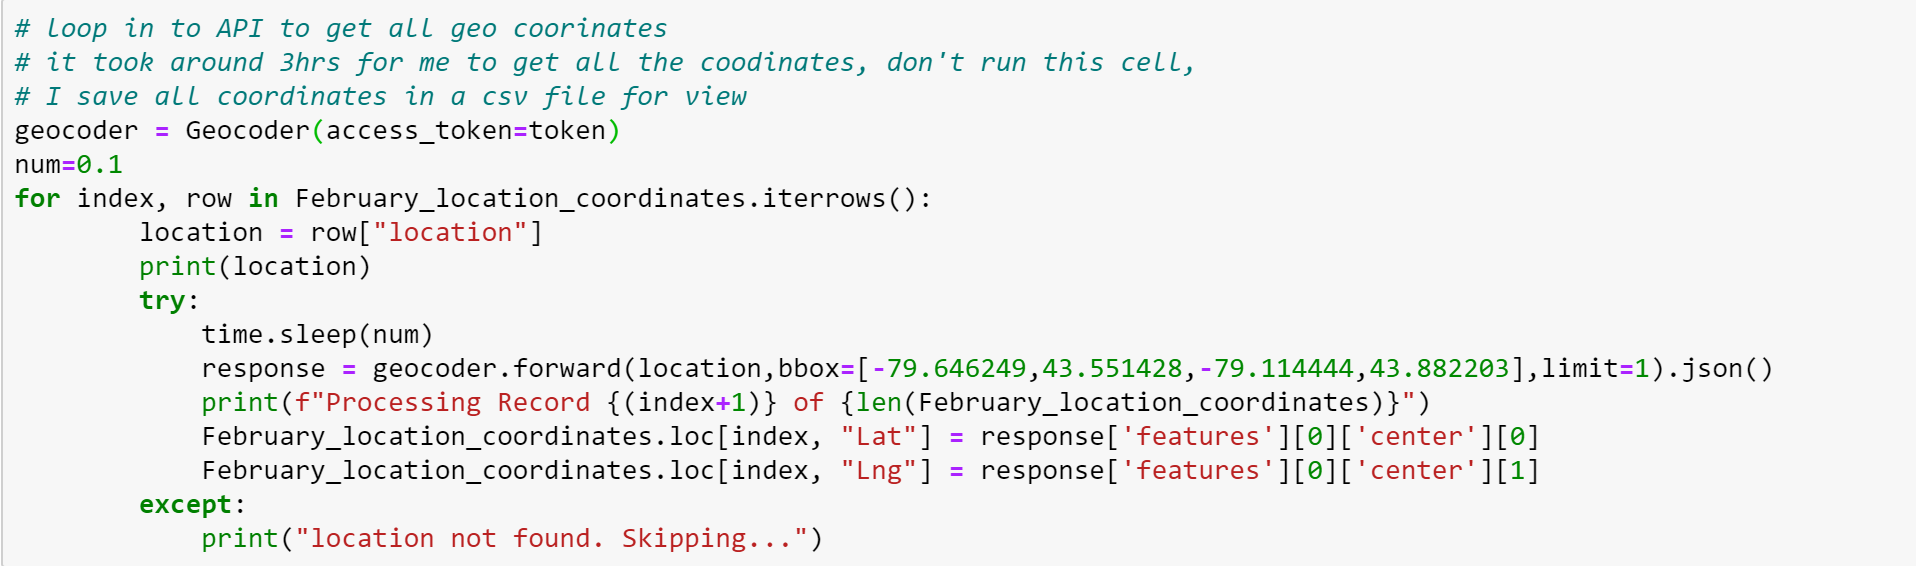 # loop in to API to get all geo coorinates
# it took around 3hrs for me to get all the coodinates, don't run this cell,
# I save all coordinates in a csv file for view
geocoder = Geocoder(access_token=token)
num=0.1
for index, row in February_location_coordinates.iterrows():
        location = row["location"]
        print(location)
        try:
            time.sleep(num)
            response = geocoder.forward(location,bbox=[-79.646249,43.551428,-79.114444,43.882203],limit=1).json()
            print(f"Processing Record {(index+1)} of {len(February_location_coordinates)}")
            February_location_coordinates.loc[index, "Lat"] = response['features'][0]['center'][0]
            February_location_coordinates.loc[index, "Lng"] = response['features'][0]['center'][1]
        except:
            print("location not found. Skipping...")